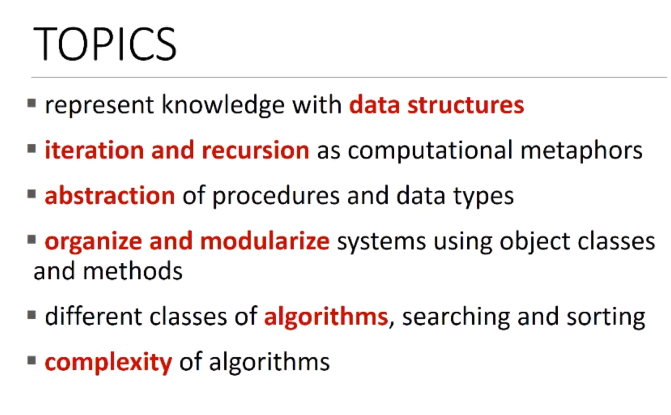 TOPICS
▪ represent knowledge with data structures
▪ iteration and recursion as computational metaphors
▪ abstraction of procedures and data types
▪ organize and modularize systems using object classes
and methods
▪ different classes of algorithms, searching and sorting
▪ complexity of algorithms